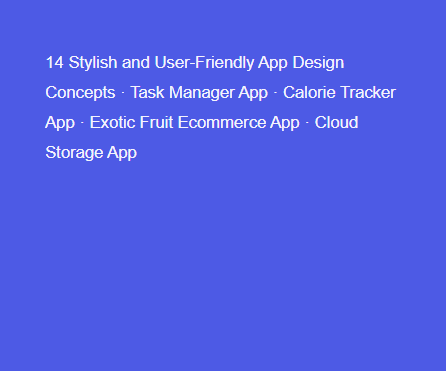 14 Stylish and User-Friendly App Design
Concepts · Task Manager App · Calorie Tracker
App · Exotic Fruit Ecommerce App · Cloud
Storage App